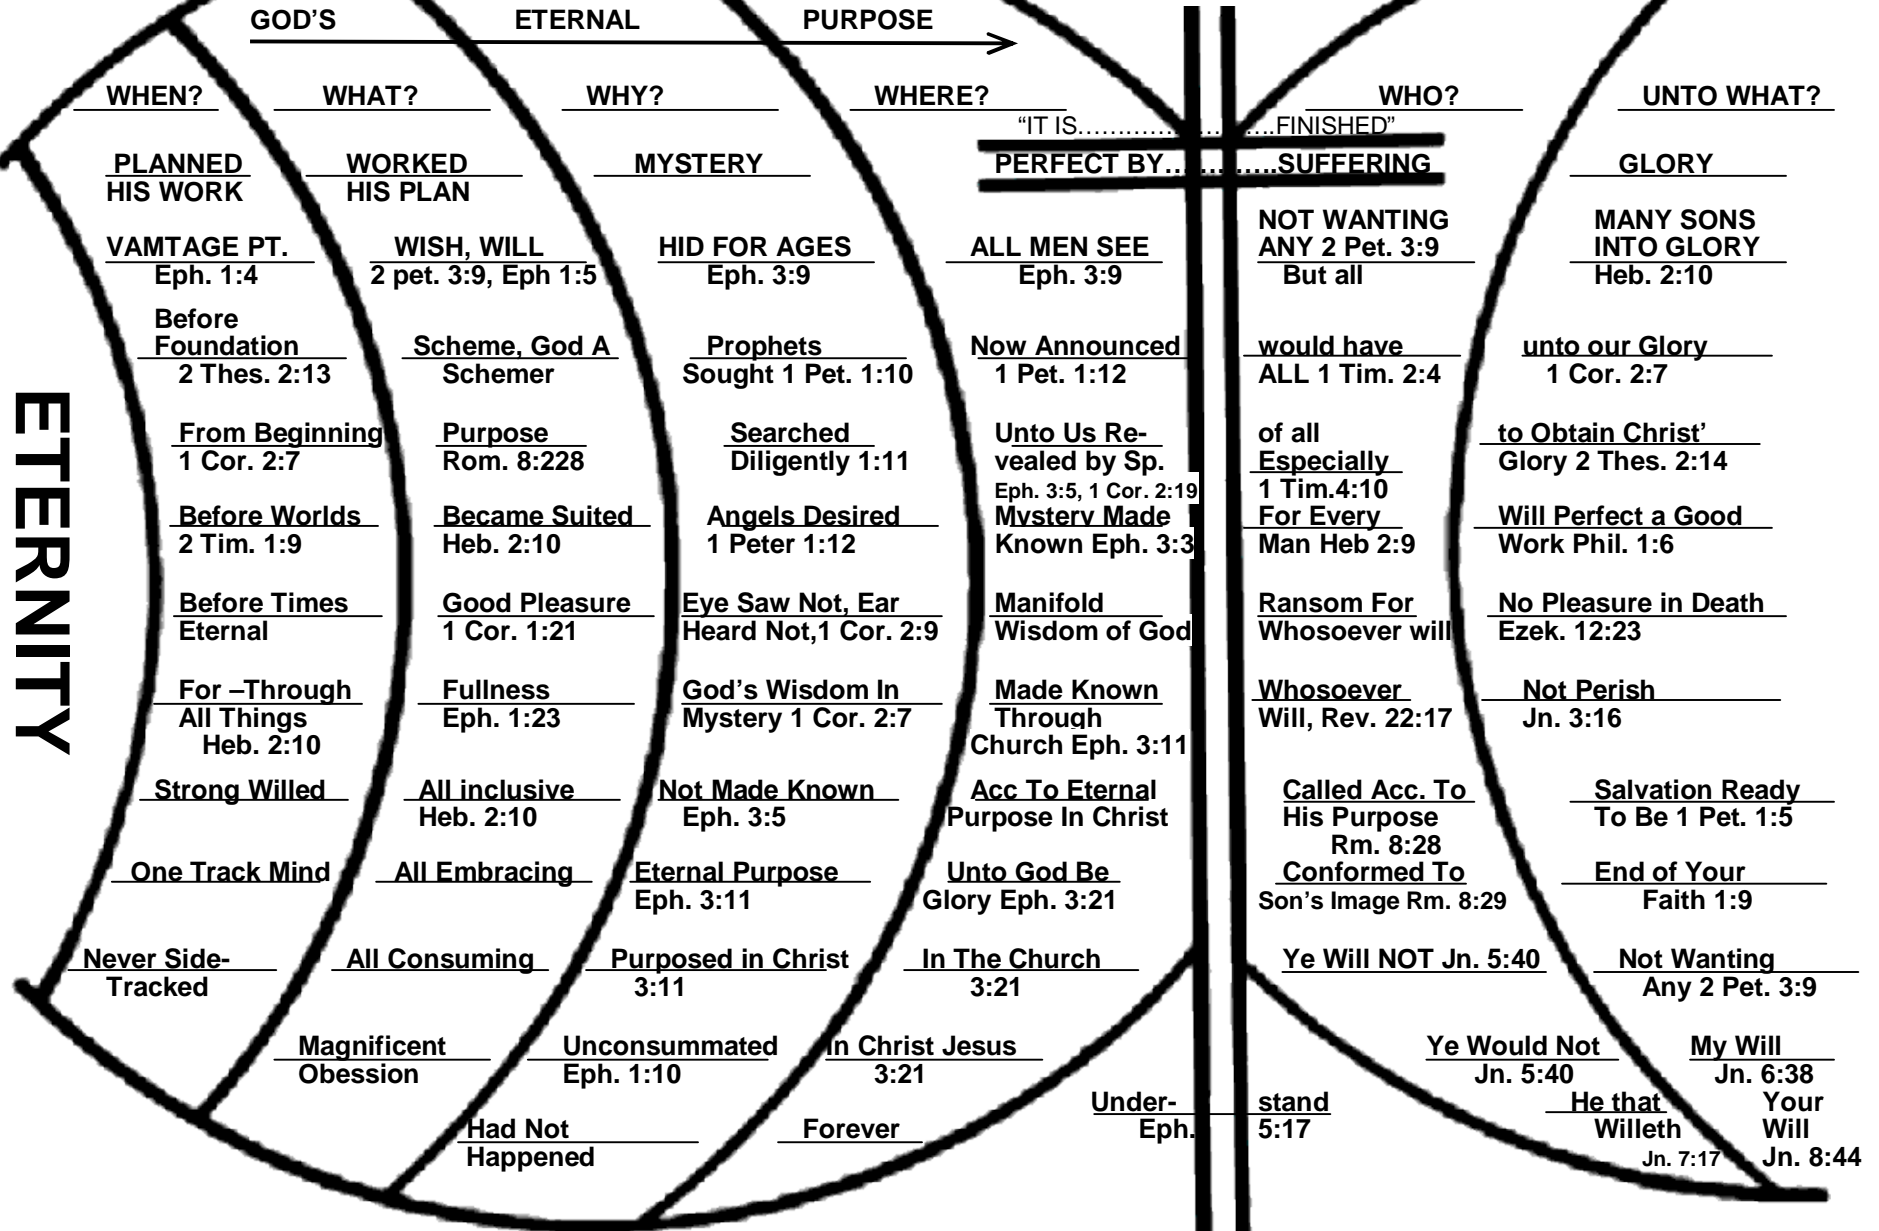 GOD’S ETERNAL PURPOSE
WHEN? WHAT? WHY? WHERE? WHO? UNTO WHAT?
“IT IS……………………….FINISHED”
PERFECT BY…………..SUFFERING
ETERNITY
PLANNED
HIS WORK
VAMTAGE PT.
Eph. 1:4
Before
Foundation
2 Thes. 2:13
From Beginning
1 Cor. 2:7
Before Worlds
2 Tim. 1:9
Before Times
Eternal
For –Through
All Things
Heb. 2:10
Strong Willed
One Track Mind
Never Side-
Tracked
WORKED
HIS PLAN
WISH, WILL
2 pet. 3:9, Eph 1:5
Scheme, God A
Schemer
Purpose
Rom. 8:228
Became Suited
Heb. 2:10
Good Pleasure
1 Cor. 1:21
Fullness
Eph. 1:23
All inclusive
Heb. 2:10
All Embracing
All Consuming
Magnificent
Obession
MYSTERY
HID FOR AGES
Eph. 3:9
Prophets
Sought 1 Pet. 1:10
Searched
Diligently 1:11
Angels Desired
1 Peter 1:12
Eye Saw Not, Ear
Heard Not,1 Cor. 2:9
God’s Wisdom In
Mystery 1 Cor. 2:7
Not Made Known
Eph. 3:5
Eternal Purpose
Eph. 3:11
Purposed in Christ
3:11
Unconsummated
Eph. 1:10
Had Not
Happened
ALL MEN SEE
Eph. 3:9
Now Announced
1 Pet. 1:12
Unto Us Re-
vealed by Sp.
Eph. 3:5, 1 Cor. 2:19
Mystery Made
Known Eph. 3:3
Manifold
Wisdom of God
Made Known
Through
Church Eph. 3:11
Acc To Eternal
Purpose In Christ
Unto God Be
Glory Eph. 3:21
In The Church
3:21
In Christ Jesus
3:21
Forever
Under- stand
Eph. 5:17
NOT WANTING
ANY 2 Pet. 3:9
But all
would have
ALL 1 Tim. 2:4
of all
Especially
1 Tim.4:10
For Every
Man Heb 2:9
Ransom For
Whosoever will
Whosoever
Will, Rev. 22:17
Called Acc. To
His Purpose
Rm. 8:28
Conformed To
Son’s Image Rm. 8:29
Ye Will NOT Jn. 5:40
Ye Would Not
Jn. 5:40
He that
Willeth
Jn. 7:17
GLORY
MANY SONS
INTO GLORY
Heb. 2:10
unto our Glory
1 Cor. 2:7
to Obtain Christ’
Glory 2 Thes. 2:14
Will Perfect a Good
Work Phil. 1:6
No Pleasure in Death
Ezek. 12:23
Not Perish
Jn. 3:16
Salvation Ready
To Be 1 Pet. 1:5
End of Your
Faith 1:9
Not Wanting
Any 2 Pet. 3:9
My Will
Jn. 6:38
Your
Will
Jn. 8:44